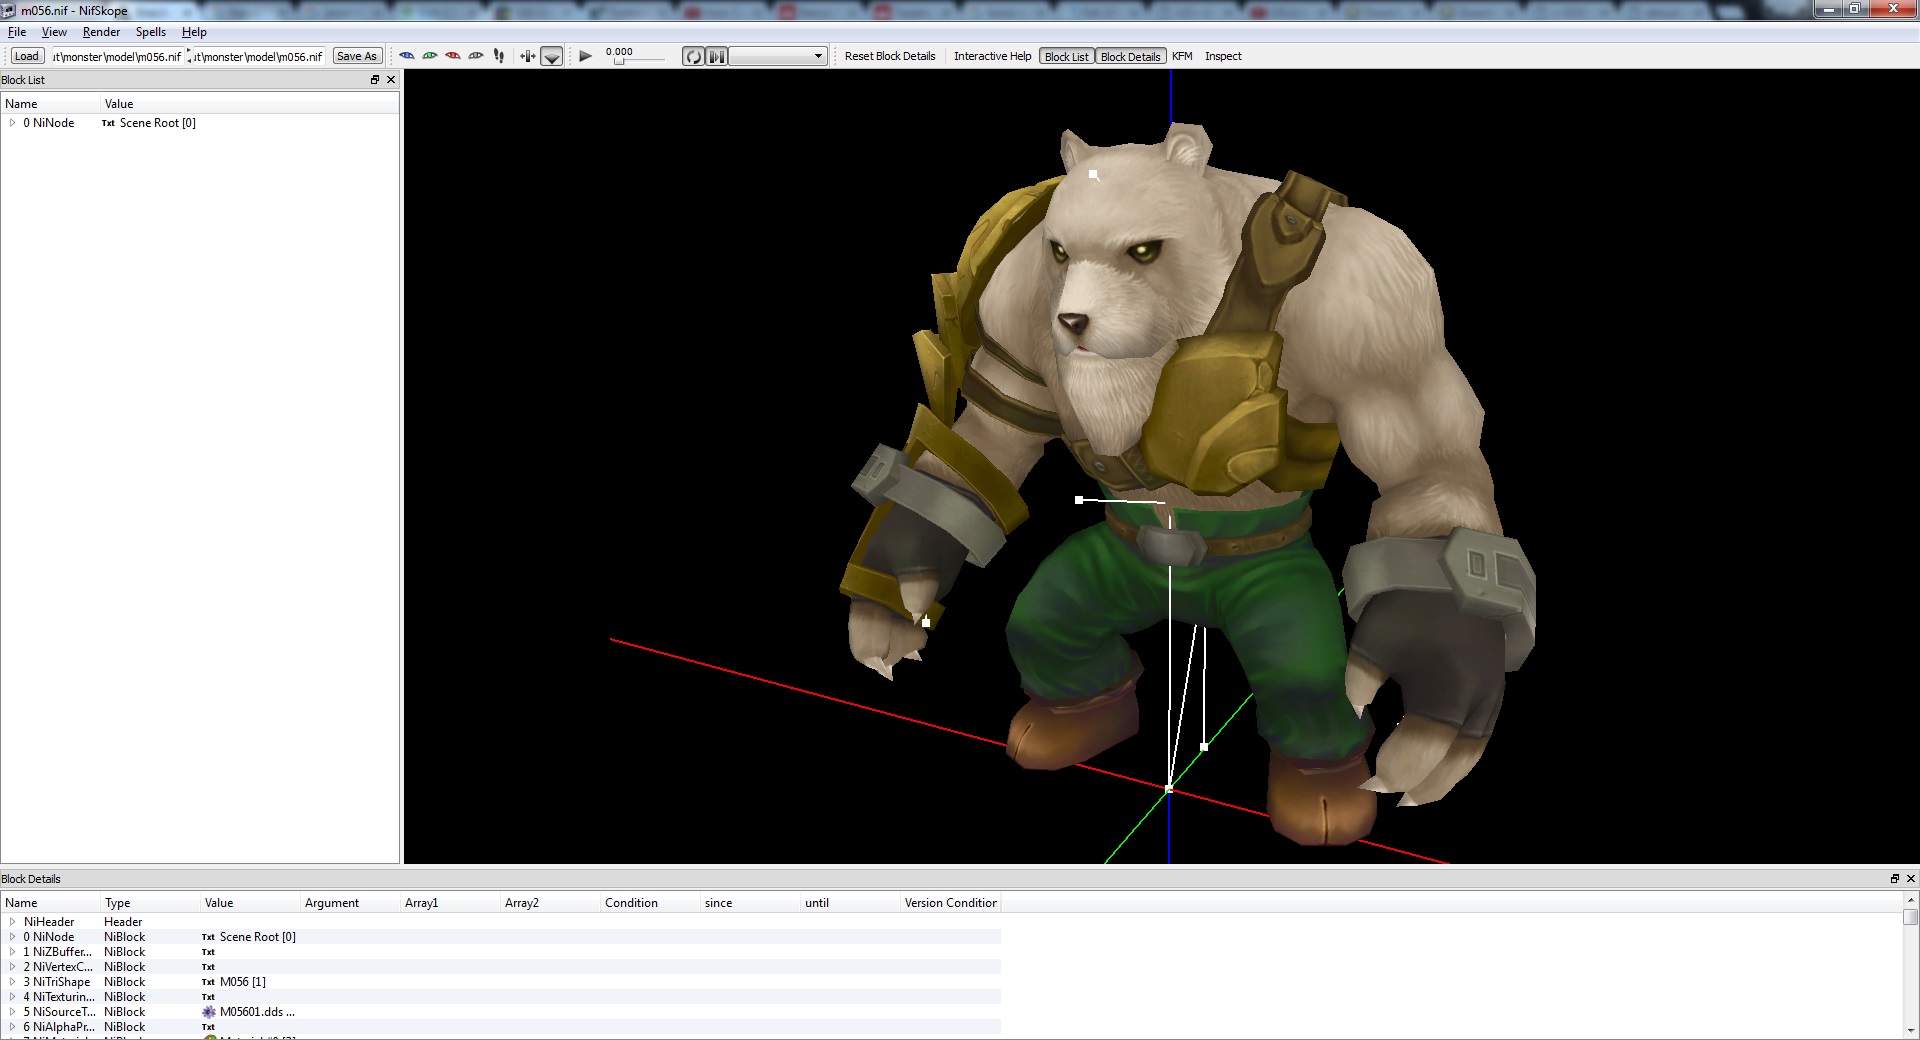 m056.nif - NifSkope
File View Render Spells Help
Load ut\monster\model\m056.nif ut\monster\model\m056.nif Save As 0.000 Reset Block Details Interactive Help Block List Block Details KFM Inspect
Block List
Name Value
0 NiNode Txt Scene Root [0]
Block Details
Name Type Value Argument Array1 Array2 Condition since until Version Condition
NiHeader Header
0 NiNode NiBlock Txt Scene Root [0]
1 NiZBuffer... NiBlock Txt
2 NiVertexC... NiBlock Txt
3 NiTriShape NiBlock Txt M056 [1]
4 NiTexturin... NiBlock Txt
5 NiSourceT... NiBlock M05601.dds ...
6 NiAlphaPr... NiBlock Txt